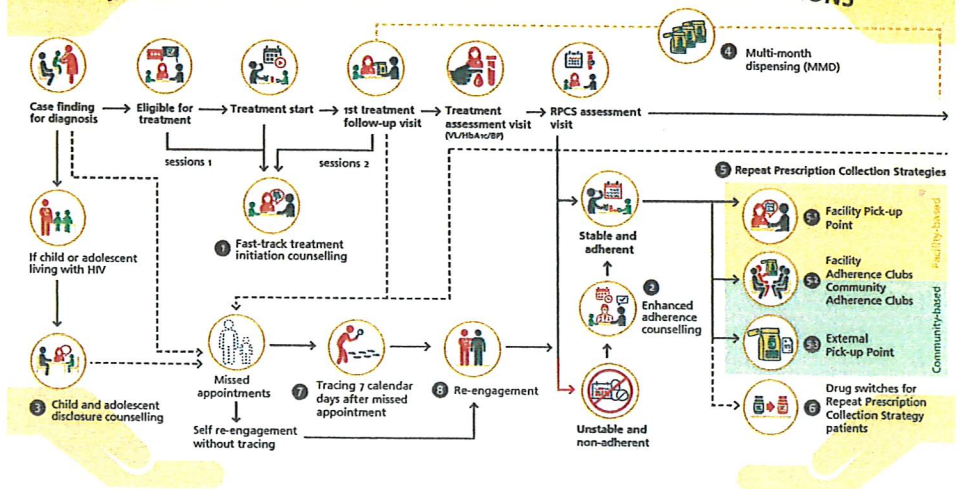 4 Multi-month
dispensing (MMD)
Case finding
for diagnosis
Eligible for
treatment
Treatment start
1st treatment
follow-up visit
Treatment
assessment visit
(VL/HbA1c/BP)
RPCS assessment
visit
sessions 1
sessions 2
1 Fast-track treatment
initiation counselling
5 Repeat Prescription Collection Strategies
If child or adolescent
living with HIV
Stable and
adherent
5.1 Facility Pick-up
Point
Facility-based
5.2 Facility
Adherence Clubs
Community
Adherence Clubs
2 Enhanced
adherence
counselling
Community-based
5.3 External
Pick-up Point
3 Child and adolescent
disclosure counselling
Missed
appointments
7 Tracing 7 calendar
days after missed
appointment
8 Re-engagement
Self re-engagement
without tracing
Unstable and
non-adherent
6 Drug switches for
Repeat Prescription
Collection Strategy
patients